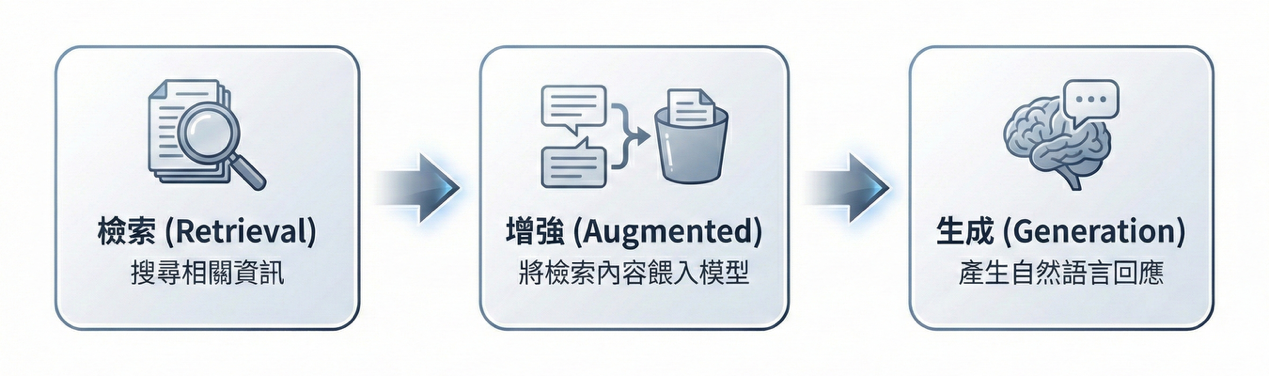 檢索 (Retrieval)
搜尋相關資訊
增強 (Augmented)
將檢索內容餵入模型
生成 (Generation)
產生自然語言回應